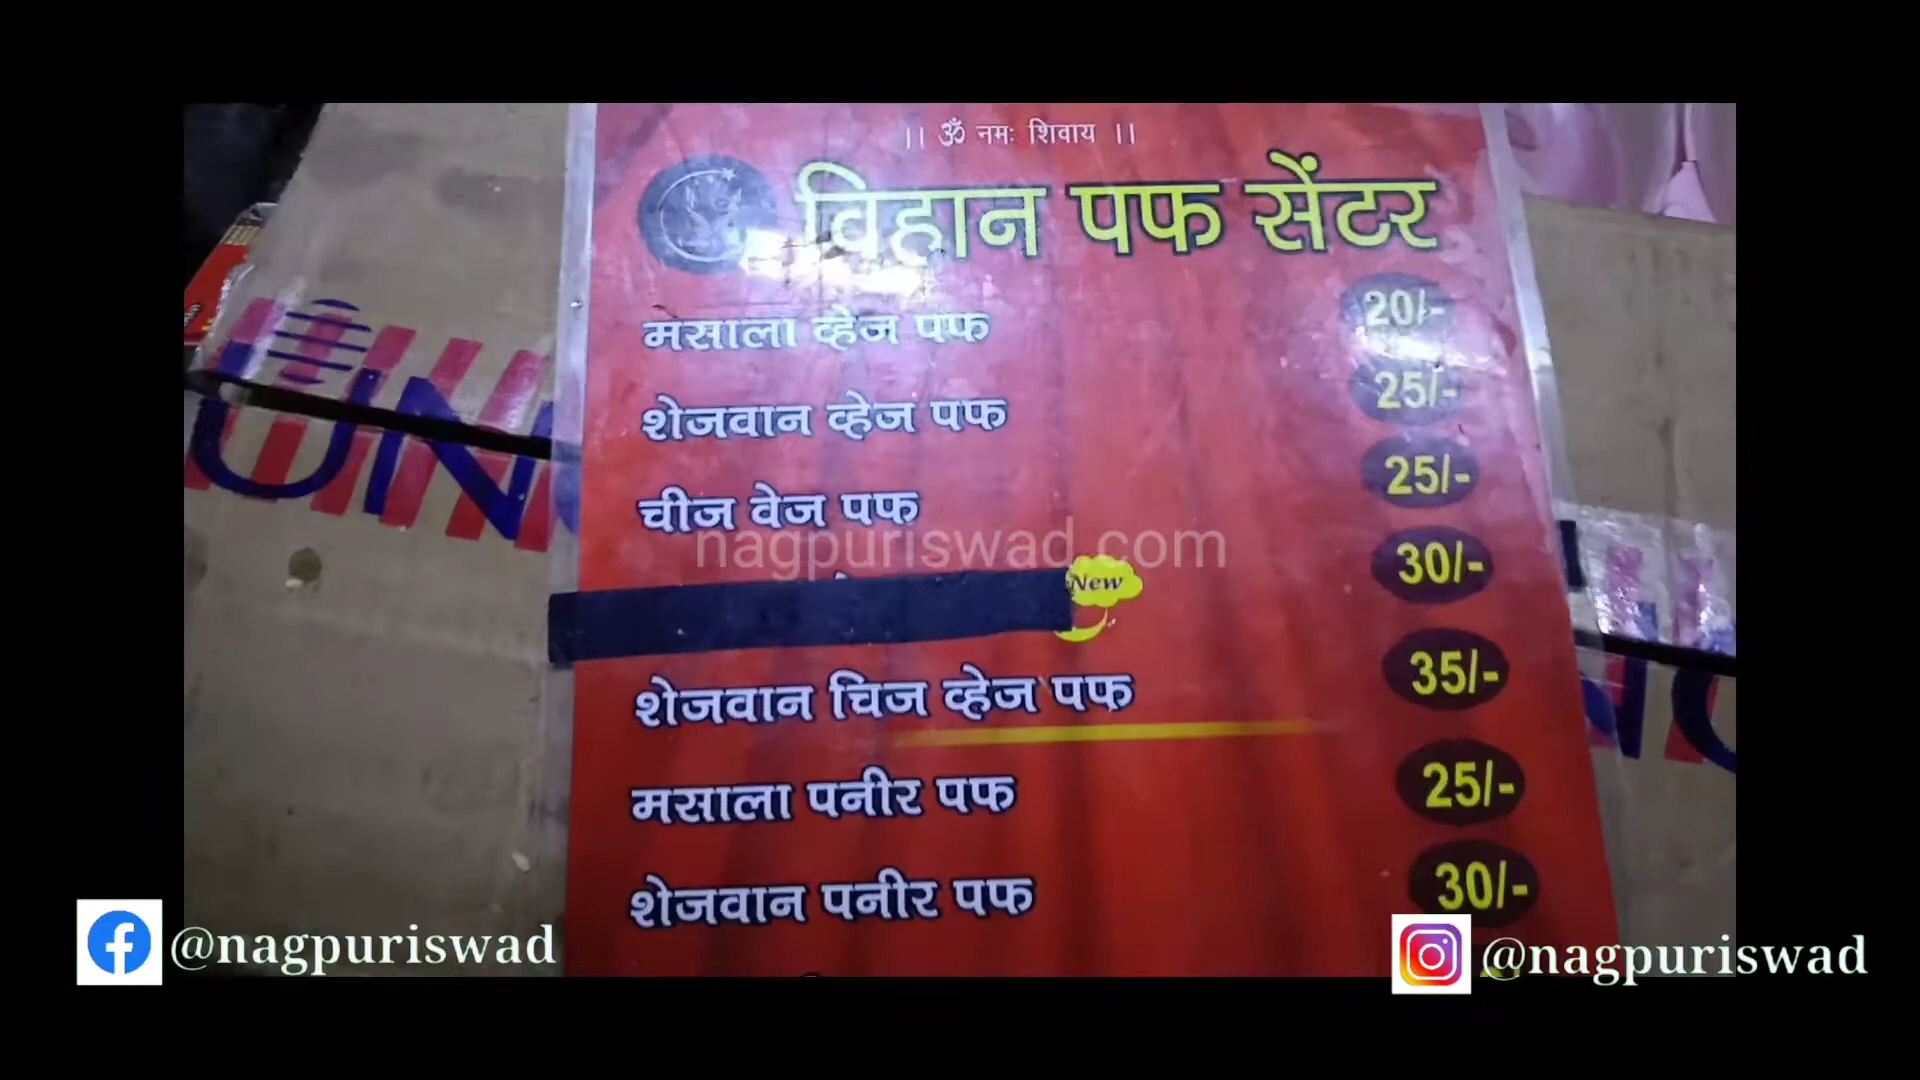 ।। ॐ नमः शिवाय ।।
विहान पफ सेंटर
मसाला व्हेज पफ 20/-
शेजवान व्हेज पफ 25/-
चीज वेज पफ 25/-
nagpuriswad.com
New 30/-
शेजवान चिज व्हेज पफ 35/-
मसाला पनीर पफ 25/-
शेजवान पनीर पफ 30/-
@nagpuriswad
@nagpuriswad